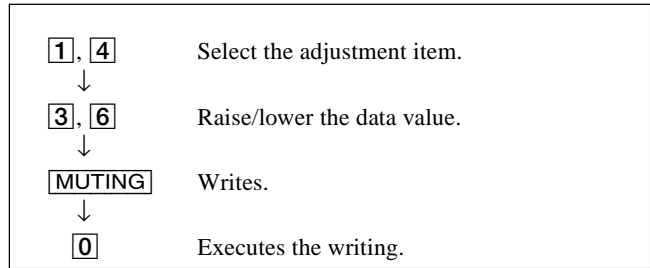 1, 4 Select the adjustment item.
↓
3, 6 Raise/lower the data value.
↓
MUTING Writes.
↓
0 Executes the writing.